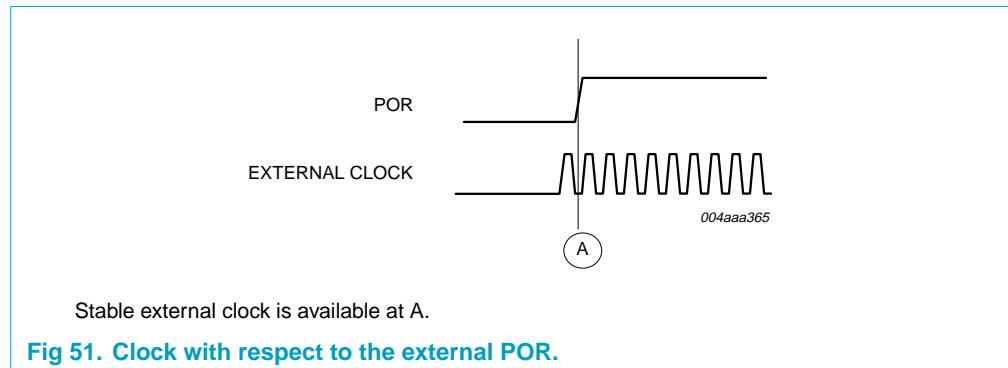 POR
EXTERNAL CLOCK
004aaa365
A
Stable external clock is available at A.
Fig 51. Clock with respect to the external POR.